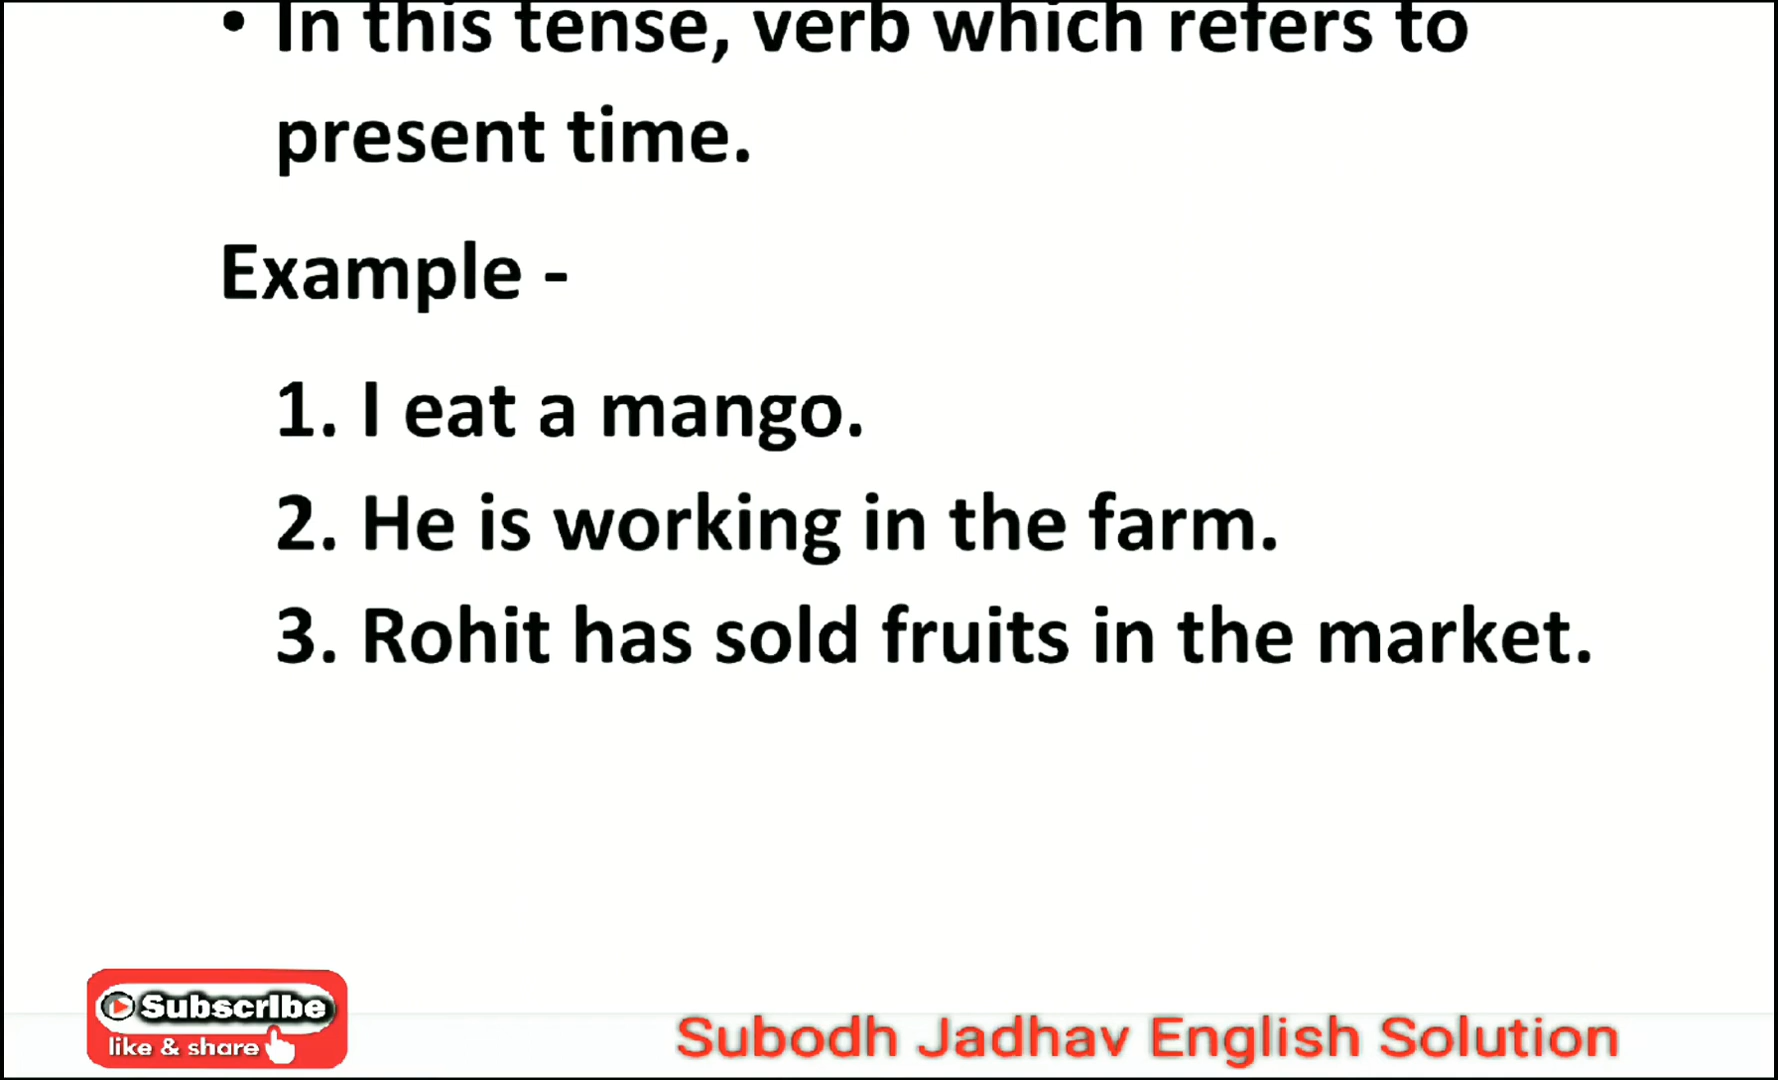 • In this tense, verb which refers to
present time.
Example -
1. I eat a mango.
2. He is working in the farm.
3. Rohit has sold fruits in the market.
Subscribe
like & share
Subodh Jadhav English Solution